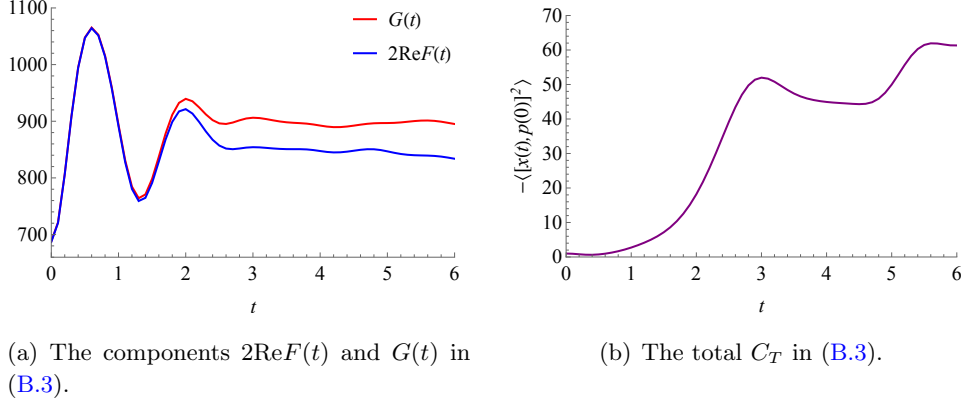 1100
1000
900
800
700
0 1 2 3 4 5 6
t
G(t)
2ReF(t)
(a) The components 2ReF(t) and G(t) in
(B.3).
70
60
50
40
30
20
10
0
0 1 2 3 4 5 6
t
−⟨[x(t), p(0)]²⟩
(b) The total C_T in (B.3).